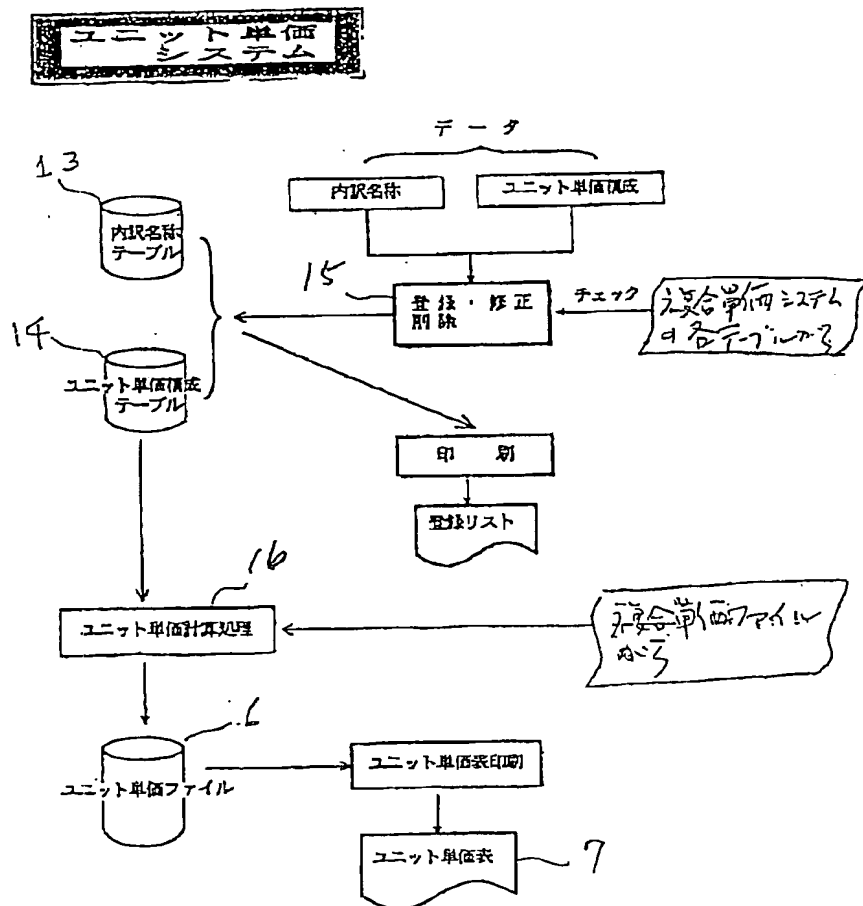 ユニット単価
システム
データ
13
内訳名称
ユニット単価構成
内訳名称
テーブル
15
登録・修正
削除
チェック
複合単価システム
の各テーブルから
14
ユニット単価構成
テーブル
印 刷
登録リスト
16
ユニット単価計算処理
複合単価ファイル
から
6
ユニット単価ファイル
ユニット単価表印刷
ユニット単価表
7